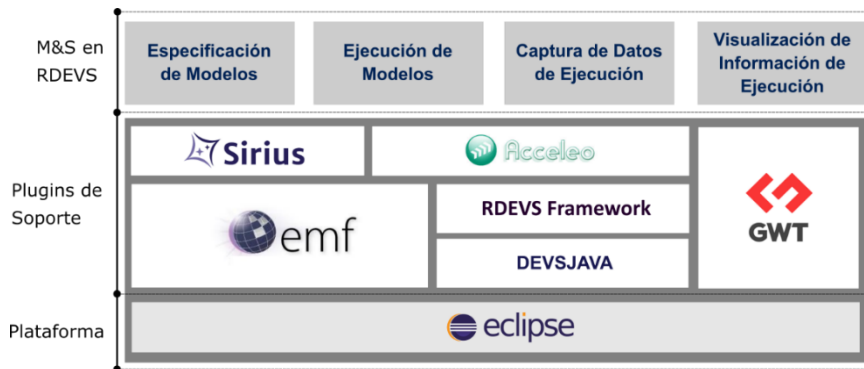 M&S en
RDEVS
Especificación
de Modelos
Ejecución de
Modelos
Captura de Datos
de Ejecución
Visualización de
Información de
Ejecución
Plugins de
Soporte
Sirius
Acceleo
emf
RDEVS Framework
DEVSJAVA
GWT
Plataforma
eclipse